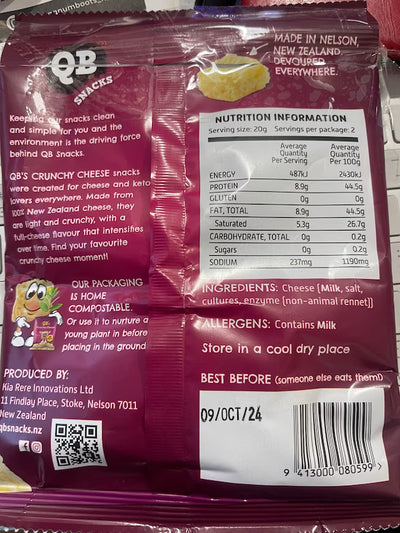 QB
SNACKS
Keeping our snacks clean
and simple for you and the
environment is the driving force
behind QB Snacks.
QB'S CRUNCHY CHEESE snacks
were created for cheese and keto
lovers everywhere. Made from
100% New Zealand cheese, they
are light and crunchy, with a
full-cheese flavour that intensifies
over time. Find your favourite
crunchy cheese moment!
OUR PACKAGING
IS HOME
COMPOSTABLE.
Or use it to nurture a
young plant in before
placing in the ground
PRODUCED BY:
Kia Rere Innovations Ltd
11 Findlay Place, Stoke, Nelson 7011
New Zealand
qbsnacks.nz
MADE IN NELSON,
NEW ZEALAND
DEVOURED
EVERYWHERE.
NUTRITION INFORMATION
Serving size: 20g Servings per package: 2
Average Quantity Per Serving Average Quantity Per 100g
ENERGY 487kJ 2430kJ
PROTEIN 8.9g 44.5g
GLUTEN 0g 0g
FAT, TOTAL 8.9g 44.5g
Saturated 5.3g 26.7g
CARBOHYDRATE, TOTAL 0g 0.2g
Sugars 0g 0.2g
SODIUM 237mg 1190mg
INGREDIENTS: Cheese [Milk, salt,
cultures, enzyme [non-animal rennet]]
ALLERGENS: Contains Milk
Store in a cool dry place
BEST BEFORE (someone else eats them!)
09/OCT/24
9 413000 080599 >